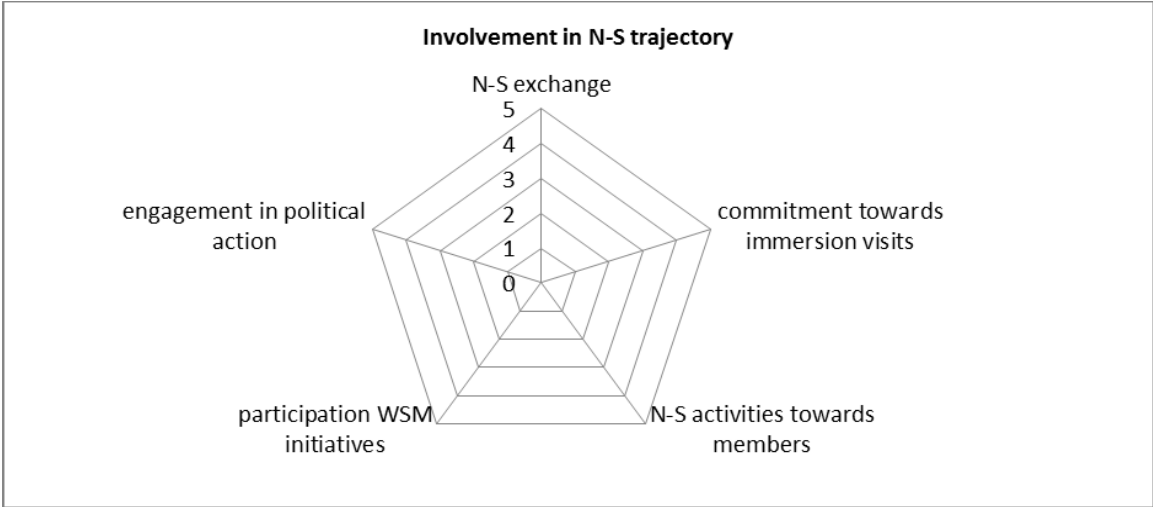 Involvement in N-S trajectory
N-S exchange
5
4
3
2
1
0
engagement in political
action
commitment towards
immersion visits
participation WSM
initiatives
N-S activities towards
members